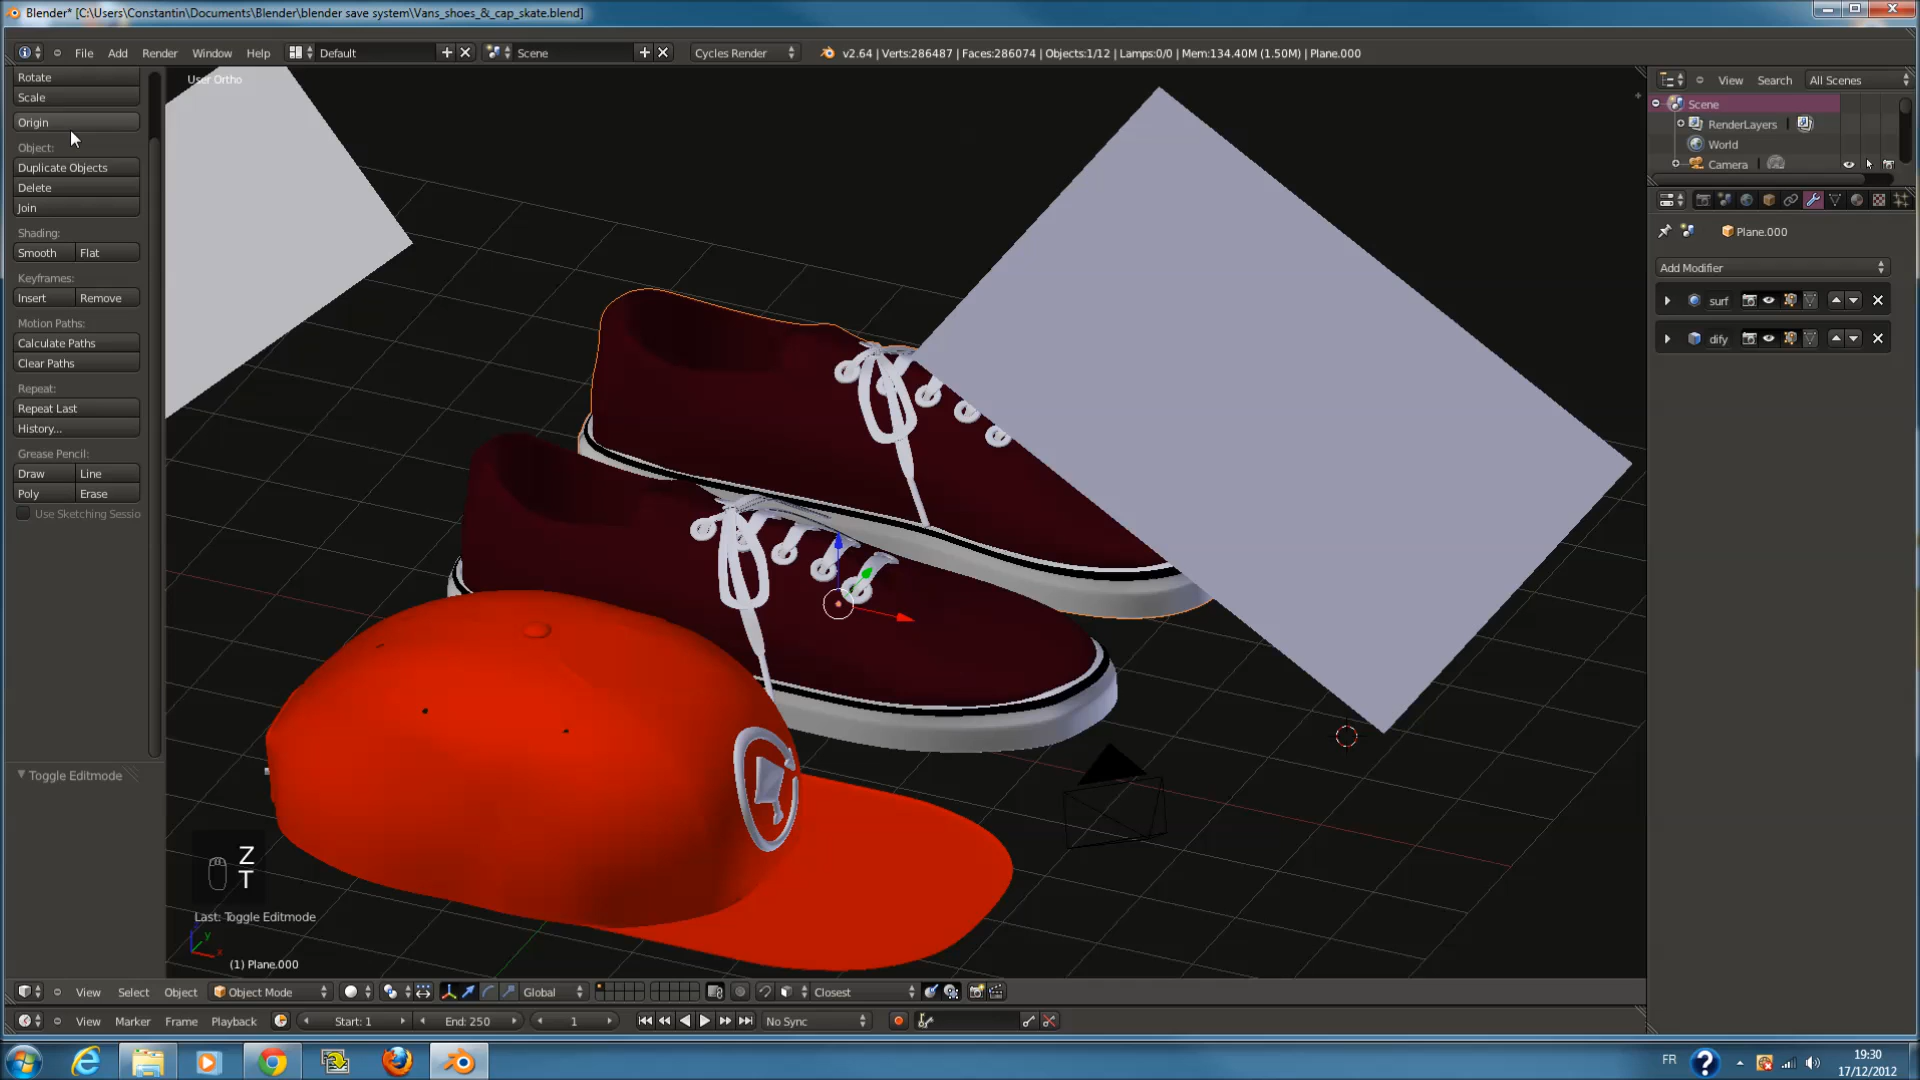 Blender* [C:\Users\Constantin\Documents\Blender\blender save system\Vans_shoes_&_cap_skate.blend]
File Add Render Window Help Default Scene Cycles Render v2.64 | Verts:286487 | Faces:286074 | Objects:1/12 | Lamps:0/0 | Mem:134.40M (1.50M) | Plane.000
Rotate
Scale
Origin
Object:
Duplicate Objects
Delete
Join
Shading:
Smooth Flat
Keyframes:
Insert Remove
Motion Paths:
Calculate Paths
Clear Paths
Repeat:
Repeat Last
History...
Grease Pencil:
Draw Line
Poly Erase
Use Sketching Sessio
Toggle Editmode
User Ortho
Z
T
Last: Toggle Editmode
z
y
x
(1) Plane.000
View Search All Scenes
Scene
RenderLayers |
World
Camera |
Plane.000
Add Modifier
surf
dify
View Select Object Object Mode Global Closest
View Marker Frame Playback Start: 1 End: 250 1 No Sync
FR
19:30
17/12/2012